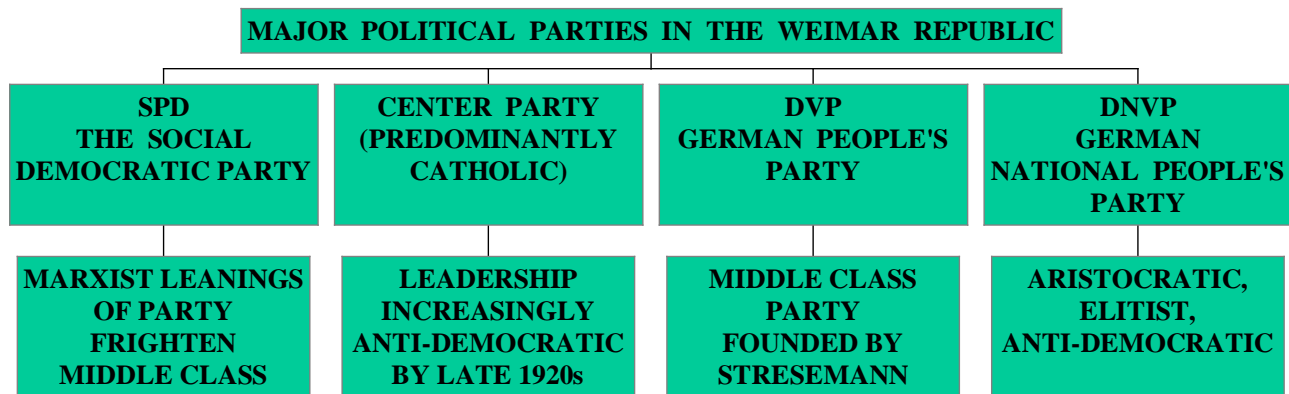 MAJOR POLITICAL PARTIES IN THE WEIMAR REPUBLIC
SPD
THE SOCIAL
DEMOCRATIC PARTY
CENTER PARTY
(PREDOMINANTLY
CATHOLIC)
DVP
GERMAN PEOPLE'S
PARTY
DNVP
GERMAN
NATIONAL PEOPLE'S
PARTY
MARXIST LEANINGS
OF PARTY
FRIGHTEN
MIDDLE CLASS
LEADERSHIP
INCREASINGLY
ANTI-DEMOCRATIC
BY LATE 1920s
MIDDLE CLASS
PARTY
FOUNDED BY
STRESEMANN
ARISTOCRATIC,
ELITIST,
ANTI-DEMOCRATIC